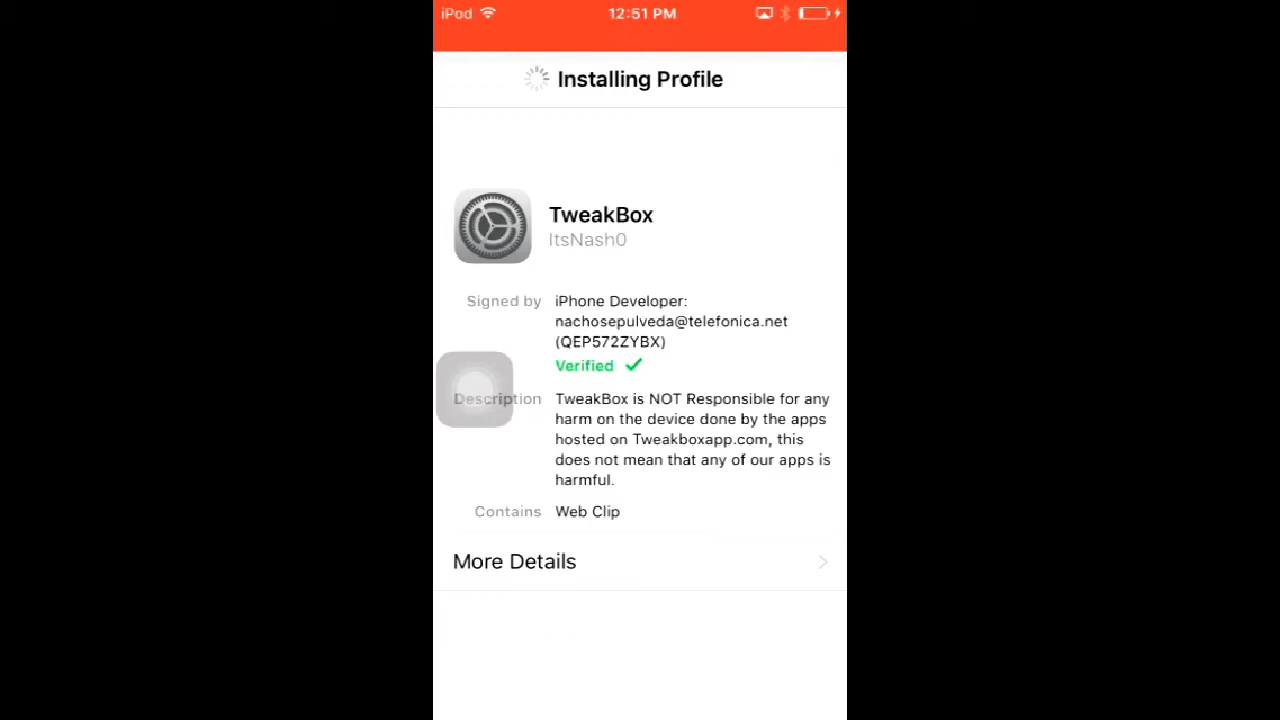 iPod 12:51 PM
Installing Profile
TweakBox
ItsNash0
Signed by iPhone Developer:
nachosepulveda@telefonica.net
(QEP572ZYBX)
Verified
Description TweakBox is NOT Responsible for any
harm on the device done by the apps
hosted on Tweakboxapp.com, this
does not mean that any of our apps is
harmful.
Contains Web Clip
More Details